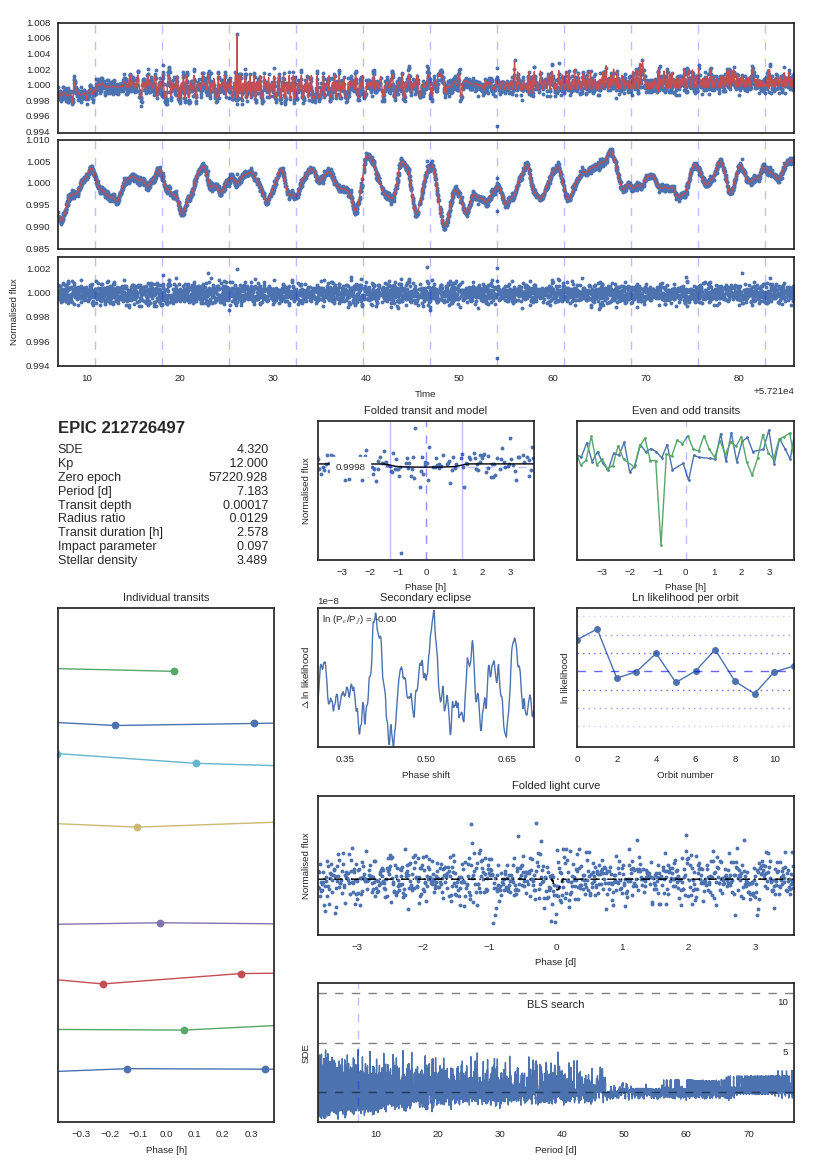 1.008
1.006
1.004
1.002
1.000
0.998
0.996
0.994
1.010
1.005
1.000
0.995
0.990
0.985
1.002
1.000
0.998
0.996
0.994
Normalised flux
10 20 30 40 50 60 70 80
Time
+5.721e4
EPIC 212726497
SDE 4.320
Kp 12.000
Zero epoch 57220.928
Period [d] 7.183
Transit depth 0.00017
Radius ratio 0.0129
Transit duration [h] 2.578
Impact parameter 0.097
Stellar density 3.489
Folded transit and model
Normalised flux
0.9998
−3 −2 −1 0 1 2 3
Phase [h]
Even and odd transits
−3 −2 −1 0 1 2 3
Phase [h]
Individual transits
−0.3 −0.2 −0.1 0.0 0.1 0.2 0.3
Phase [h]
Secondary eclipse
1e−8
ln (Pₑ/P𝑓) = -0.00
Δ ln likelihood
0.35 0.50 0.65
Phase shift
Ln likelihood per orbit
ln likelihood
0 2 4 6 8 10
Orbit number
Folded light curve
Normalised flux
−3 −2 −1 0 1 2 3
Phase [d]
BLS search
10
5
SDE
10 20 30 40 50 60 70
Period [d]